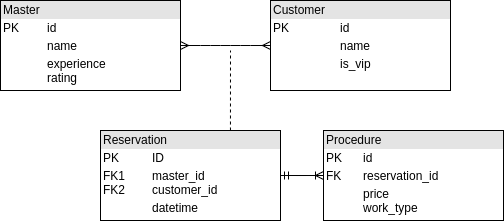 Master
PK id
name
experience
rating
Customer
PK id
name
is_vip
Reservation
PK ID
FK1 master_id
FK2 customer_id
datetime
Procedure
PK id
FK reservation_id
price
work_type